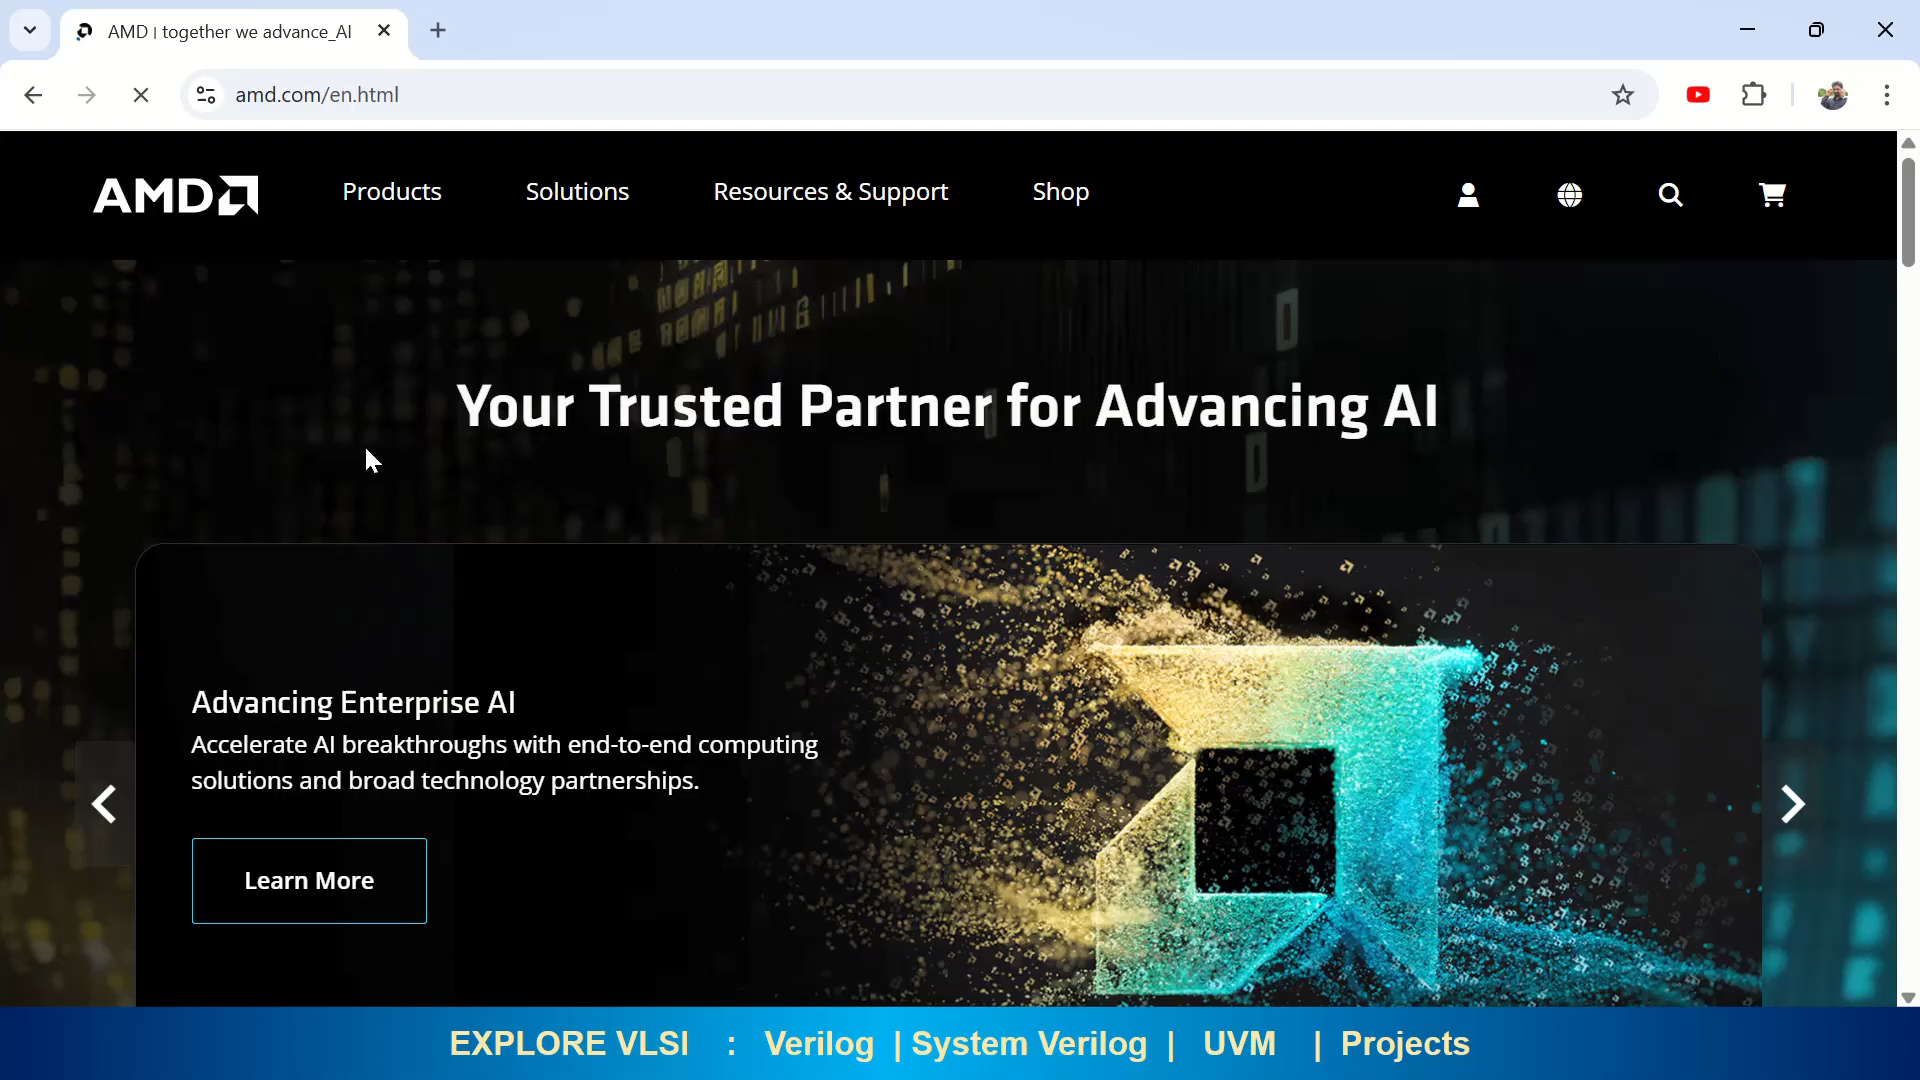 AMD | together we advance_AI
amd.com/en.html
AMD
Products
Solutions
Resources & Support
Shop
Your Trusted Partner for Advancing AI
Advancing Enterprise AI
Accelerate AI breakthroughs with end-to-end computing
solutions and broad technology partnerships.
Learn More
EXPLORE VLSI : Verilog | System Verilog | UVM | Projects